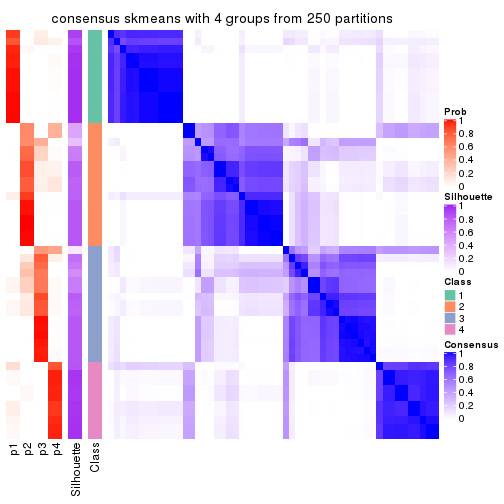 consensus skmeans with 4 groups from 250 partitions
Prob
1
0.8
0.6
0.4
0.2
0
Silhouette
1
0.8
0.6
0.4
0.2
0
Class
1
2
3
4
Consensus
1
0.8
0.6
0.4
0.2
0
p1
p2
p3
p4
Silhouette
Class